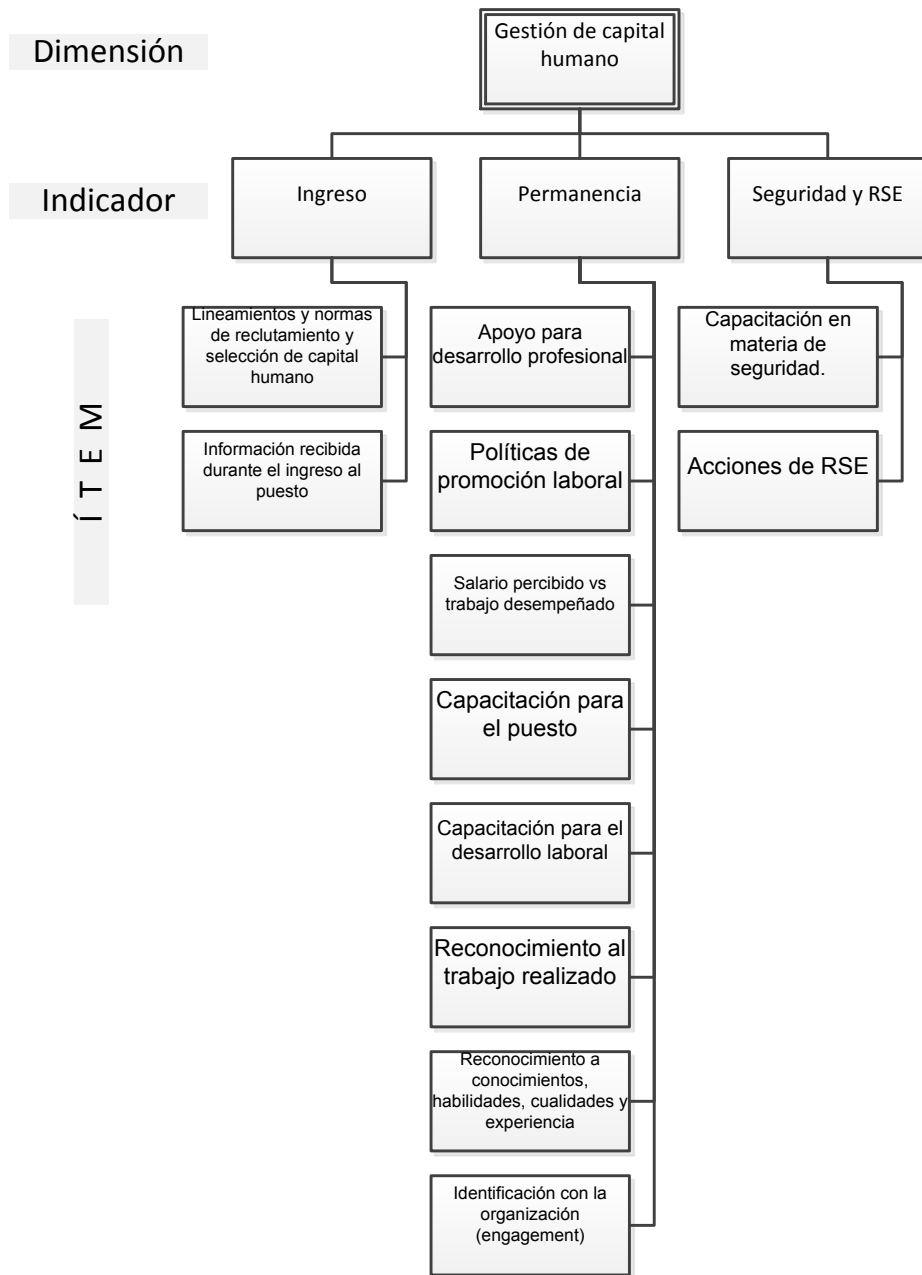 Dimensión
Gestión de capital
humano
Indicador
Ingreso
Permanencia
Seguridad y RSE
ÍTEM
Lineamientos y normas
de reclutamiento y
selección de capital
humano
Información recibida
durante el ingreso al
puesto
Apoyo para
desarrollo profesional
Políticas de
promoción laboral
Salario percibido vs
trabajo desempeñado
Capacitación para
el puesto
Capacitación para el
desarrollo laboral
Reconocimiento al
trabajo realizado
Reconocimiento a
conocimientos,
habilidades, cualidades y
experiencia
Identificación con la
organización
(engagement)
Capacitación en
materia de
seguridad.
Acciones de RSE